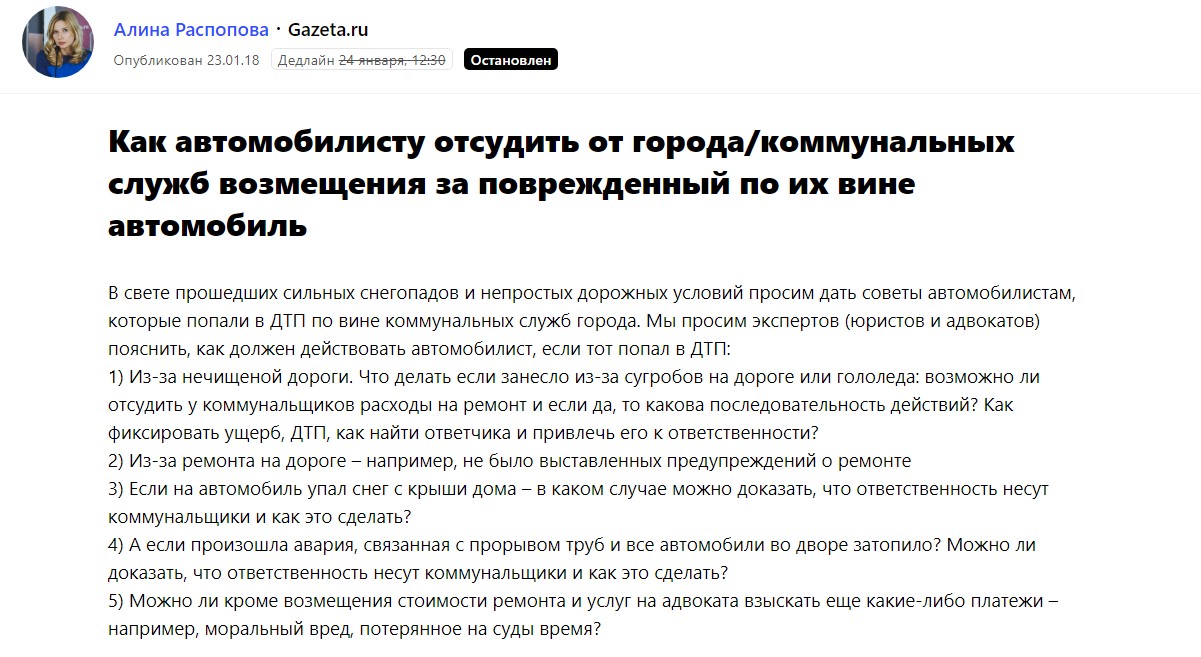 Алина Распопова · Gazeta.ru
Опубликован 23.01.18 Дедлайн 24 января, 12:30 Остановлен
Как автомобилисту отсудить от города/коммунальных
служб возмещения за поврежденный по их вине
автомобиль
В свете прошедших сильных снегопадов и непростых дорожных условий просим дать советы автомобилистам,
которые попали в ДТП по вине коммунальных служб города. Мы просим экспертов (юристов и адвокатов)
пояснить, как должен действовать автомобилист, если тот попал в ДТП:
1) Из-за нечищеной дороги. Что делать если занесло из-за сугробов на дороге или гололеда: возможно ли
отсудить у коммунальщиков расходы на ремонт и если да, то какова последовательность действий? Как
фиксировать ущерб, ДТП, как найти ответчика и привлечь его к ответственности?
2) Из-за ремонта на дороге – например, не было выставленных предупреждений о ремонте
3) Если на автомобиль упал снег с крыши дома – в каком случае можно доказать, что ответственность несут
коммунальщики и как это сделать?
4) А если произошла авария, связанная с прорывом труб и все автомобили во дворе затопило? Можно ли
доказать, что ответственность несут коммунальщики и как это сделать?
5) Можно ли кроме возмещения стоимости ремонта и услуг на адвоката взыскать еще какие-либо платежи –
например, моральный вред, потерянное на суды время?